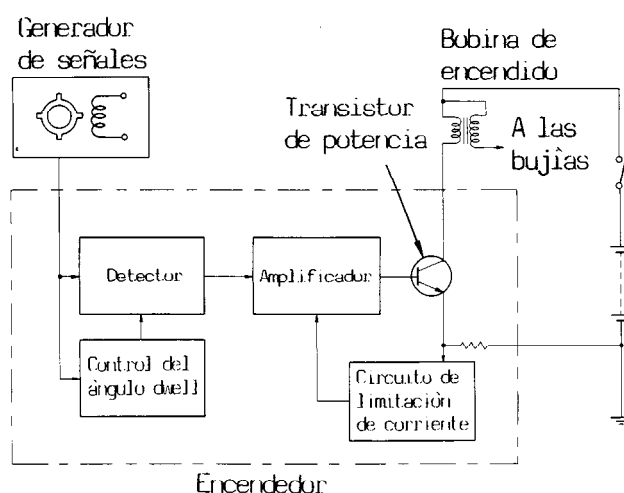 Generador
de señales
Bobina de
encendido
Transistor
de potencia
A las
bujías
Detector
Amplificador
Control del
ángulo dwell
Circuito de
limitación
de corriente
Encendedor